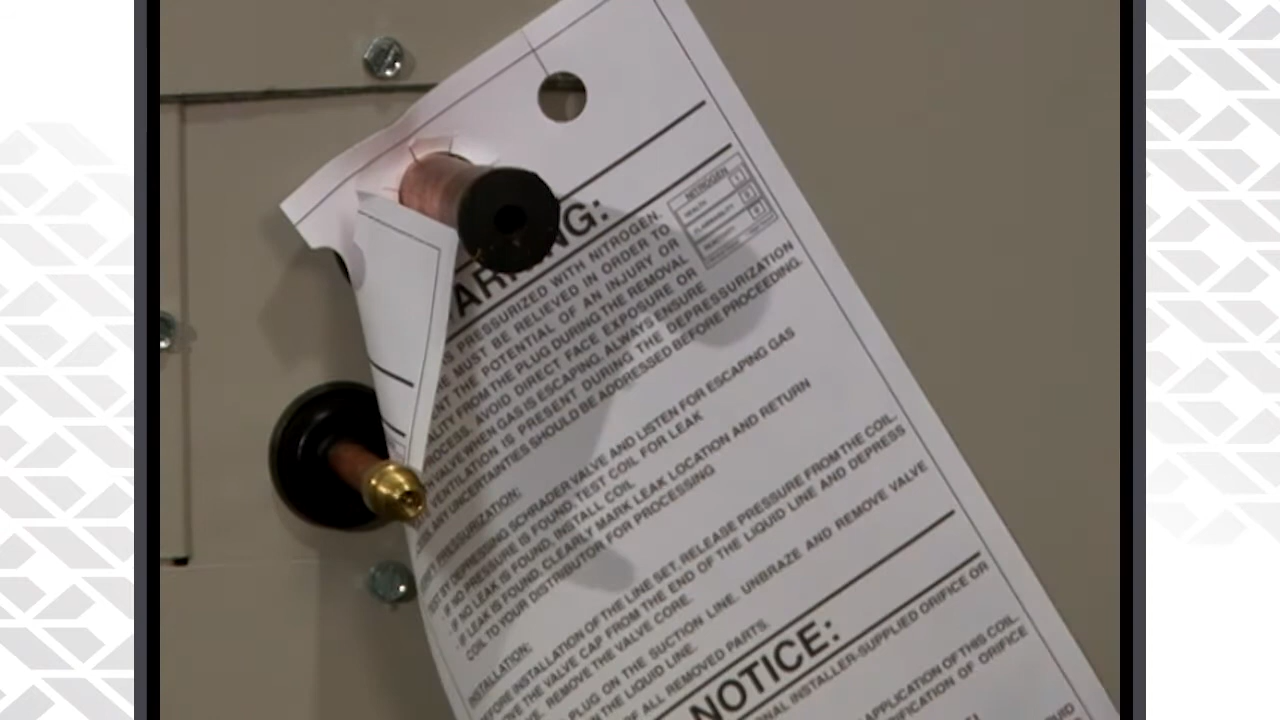 NITROGEN
HEALTH
FLAMMABILITY
REACTIVITY
ARNING:
PRESSURIZED WITH NITROGEN.
MUST BE RELIEVED IN ORDER TO
THE POTENTIAL OF AN INJURY OR
FROM THE PLUG DURING THE REMOVAL
AVOID DIRECT FACE EXPOSURE OR
VALVE WHEN GAS IS ESCAPING. ALWAYS ENSURE
VENTILATION IS PRESENT DURING THE DEPRESSURIZATION
ANY UNCERTAINTIES SHOULD BE ADDRESSED BEFORE PROCEEDING.
PRESSURIZATION:
BY DEPRESSING SCHRADER VALVE AND LISTEN FOR ESCAPING GAS
IF NO PRESSURE IS FOUND, TEST COIL FOR LEAK
IF NO LEAK IS FOUND, INSTALL COIL
IF LEAK IS FOUND, CLEARLY MARK LEAK LOCATION AND RETURN
COIL TO YOUR DISTRIBUTOR FOR PROCESSING
INSTALLATION:
BEFORE INSTALLATION OF THE LINE SET, RELEASE PRESSURE FROM THE COIL.
THE VALVE CAP FROM THE END OF THE LIQUID LINE AND DEPRESS
REMOVE THE VALVE CORE.
PLUG ON THE SUCTION LINE. UNBRAZE AND REMOVE VALVE
THE LIQUID LINE.
OF ALL REMOVED PARTS.
NOTICE:
INSTALLER-SUPPLIED ORIFICE OR
APPLICATION OF THIS COIL.
OF ORIFICE
LIQUID